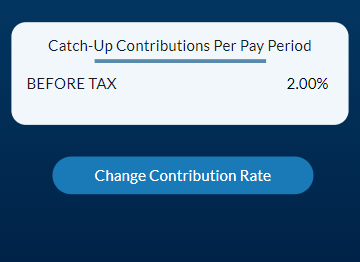 Catch-Up Contributions Per Pay Period
BEFORE TAX 2.00%
Change Contribution Rate